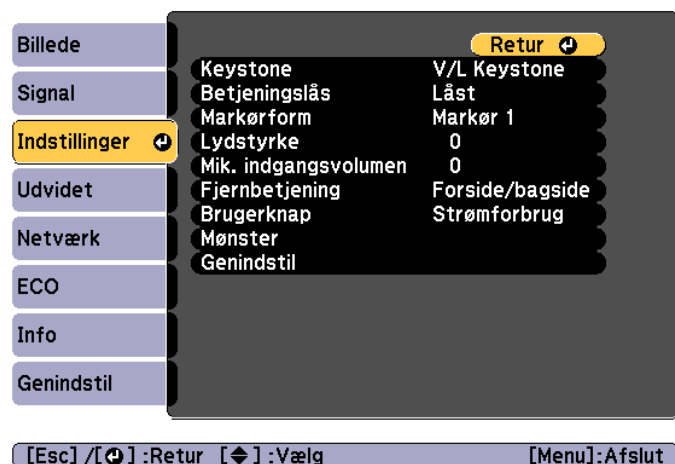 Billede
Signal
Indstillinger
Udvidet
Netværk
ECO
Info
Genindstil
Retur
Keystone V/L Keystone
Betjeningslås Låst
Markørform Markør 1
Lydstyrke 0
Mik. indgangsvolumen 0
Fjernbetjening Forside/bagside
Brugerknap Strømforbrug
Mønster
Genindstil
[Esc] /[⏎] :Retur [◆] :Vælg [Menu]:Afslut